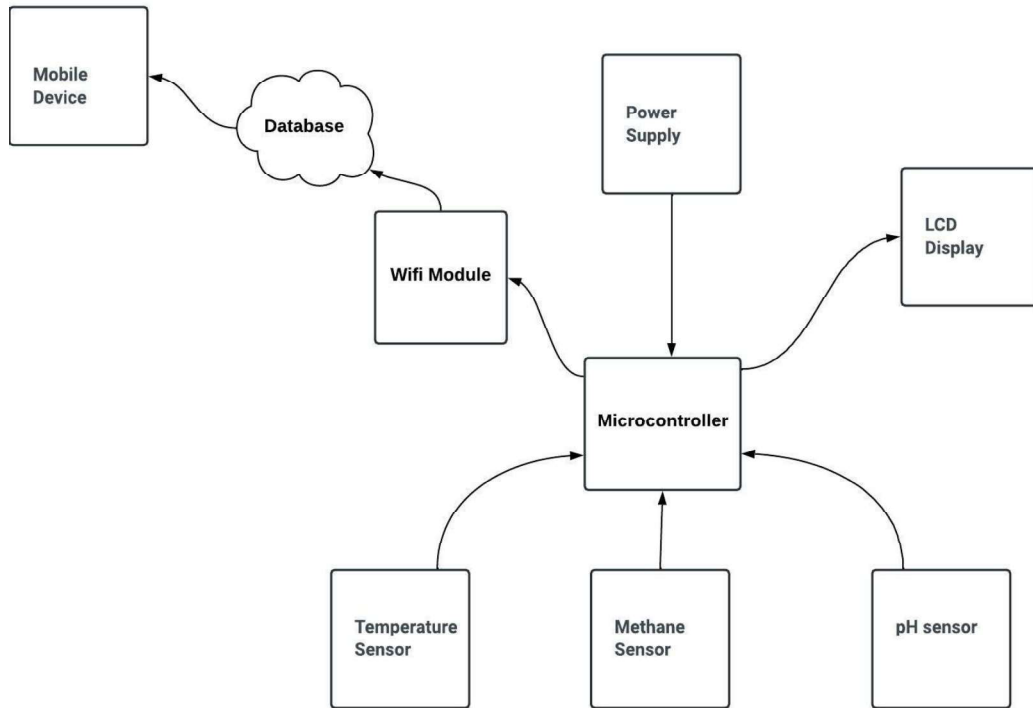 Mobile
Device
Database
Power
Supply
LCD
Display
Wifi Module
Microcontroller
Temperature
Sensor
Methane
Sensor
pH sensor